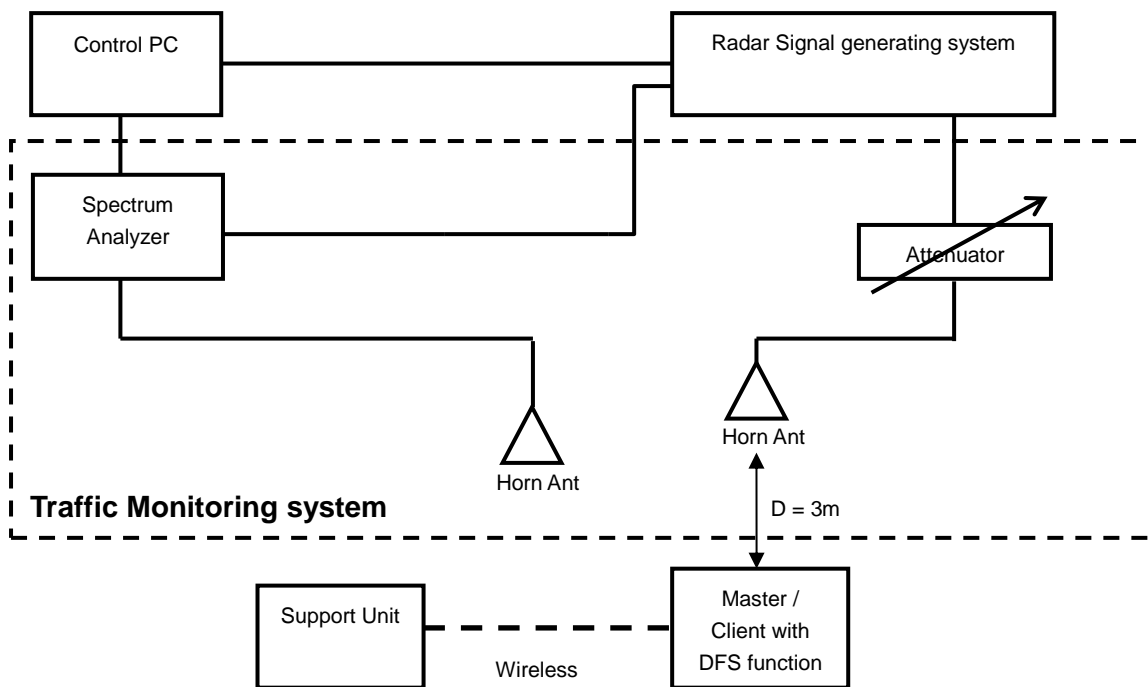 Control PC
Radar Signal generating system
Spectrum
Analyzer
Attenuator
Horn Ant
Horn Ant
Traffic Monitoring system
D = 3m
Support Unit
Wireless
Master /
Client with
DFS function